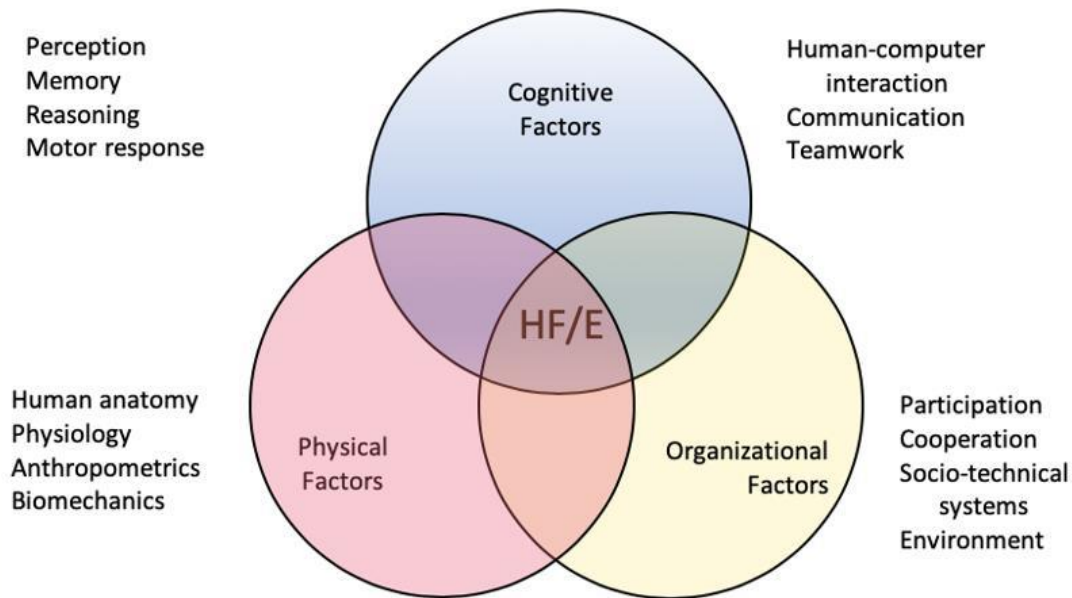 Perception
Memory
Reasoning
Motor response
Cognitive
Factors
Human-computer
interaction
Communication
Teamwork
HF/E
Human anatomy
Physiology
Anthropometrics
Biomechanics
Physical
Factors
Organizational
Factors
Participation
Cooperation
Socio-technical
systems
Environment